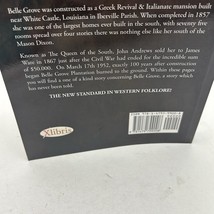 Belle Grove was constructed as a Greek Revival & Italianate mansion built
near White Castle, Louisiana in Iberville Parish. When completed in 1857
she was one of the largest homes ever built in the south, with seventy five
rooms spread over four stories there was nothing else like her south of the
Mason Dixon.
Known as The Queen of the South, John Andrews sold her to James
Ware in 1867 just after the Civil War had ended for the incredible sum
of $50,000. On March 17th 1952, exactly 100 years after construction
began Belle Grove Plantation burned to the ground. Within these pages
you will find a one of a kind story concerning Belle Grove, a story which
has never been told.
THE NEW STANDARD IN WESTERN FOLKLORE!
Xlibris